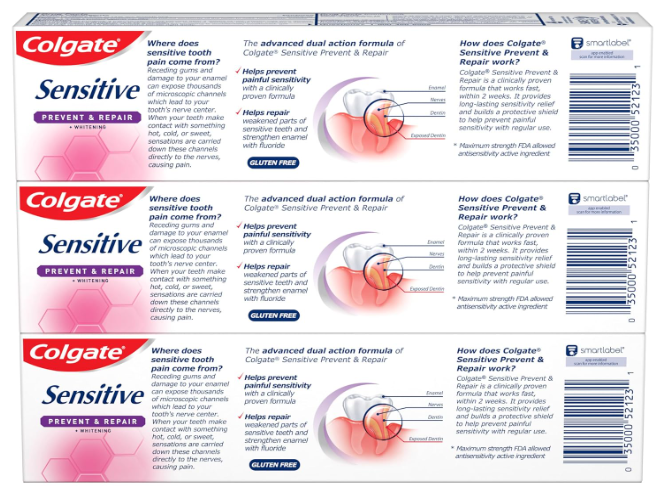 Colgate®
Sensitive
PREVENT & REPAIR
+ WHITENING
Where does
sensitive tooth
pain come from?
Receding gums and
damage to your enamel
can expose thousands
of microscopic channels
which lead to your
tooth's nerve center.
When your teeth make
contact with something
hot, cold, or sweet,
sensations are carried
down these channels
directly to the nerves,
causing pain.
The advanced dual action formula of
Colgate® Sensitive Prevent & Repair
✓ Helps prevent
painful sensitivity
with a clinically
proven formula
✓ Helps repair
weakened parts of
sensitive teeth and
strengthen enamel
with fluoride
GLUTEN FREE
Enamel
Nerves
Dentin
Exposed Dentin
How does Colgate®
Sensitive Prevent &
Repair work?
Colgate® Sensitive Prevent &
Repair is a clinically proven
formula that works fast,
within 2 weeks. It provides
long-lasting sensitivity relief
and builds a protective shield
to help prevent painful
sensitivity with regular use.
* Maximum strength FDA allowed
antisensitivity active ingredient
smartlabel™
app enabled
scan for more information
0 35000 52123 1
Colgate®
Sensitive
PREVENT & REPAIR
+ WHITENING
Where does
sensitive tooth
pain come from?
Receding gums and
damage to your enamel
can expose thousands
of microscopic channels
which lead to your
tooth's nerve center.
When your teeth make
contact with something
hot, cold, or sweet,
sensations are carried
down these channels
directly to the nerves,
causing pain.
The advanced dual action formula of
Colgate® Sensitive Prevent & Repair
✓ Helps prevent
painful sensitivity
with a clinically
proven formula
✓ Helps repair
weakened parts of
sensitive teeth and
strengthen enamel
with fluoride
GLUTEN FREE
Enamel
Nerves
Dentin
Exposed Dentin
How does Colgate®
Sensitive Prevent &
Repair work?
Colgate® Sensitive Prevent &
Repair is a clinically proven
formula that works fast,
within 2 weeks. It provides
long-lasting sensitivity relief
and builds a protective shield
to help prevent painful
sensitivity with regular use.
* Maximum strength FDA allowed
antisensitivity active ingredient
smartlabel™
app enabled
scan for more information
0 35000 52123 1
Colgate®
Sensitive
PREVENT & REPAIR
+ WHITENING
Where does
sensitive tooth
pain come from?
Receding gums and
damage to your enamel
can expose thousands
of microscopic channels
which lead to your
tooth's nerve center.
When your teeth make
contact with something
hot, cold, or sweet,
sensations are carried
down these channels
directly to the nerves,
causing pain.
The advanced dual action formula of
Colgate® Sensitive Prevent & Repair
✓ Helps prevent
painful sensitivity
with a clinically
proven formula
✓ Helps repair
weakened parts of
sensitive teeth and
strengthen enamel
with fluoride
GLUTEN FREE
Enamel
Nerves
Dentin
Exposed Dentin
How does Colgate®
Sensitive Prevent &
Repair work?
Colgate® Sensitive Prevent &
Repair is a clinically proven
formula that works fast,
within 2 weeks. It provides
long-lasting sensitivity relief
and builds a protective shield
to help prevent painful
sensitivity with regular use.
* Maximum strength FDA allowed
antisensitivity active ingredient
smartlabel™
app enabled
scan for more information
0 35000 52123 1